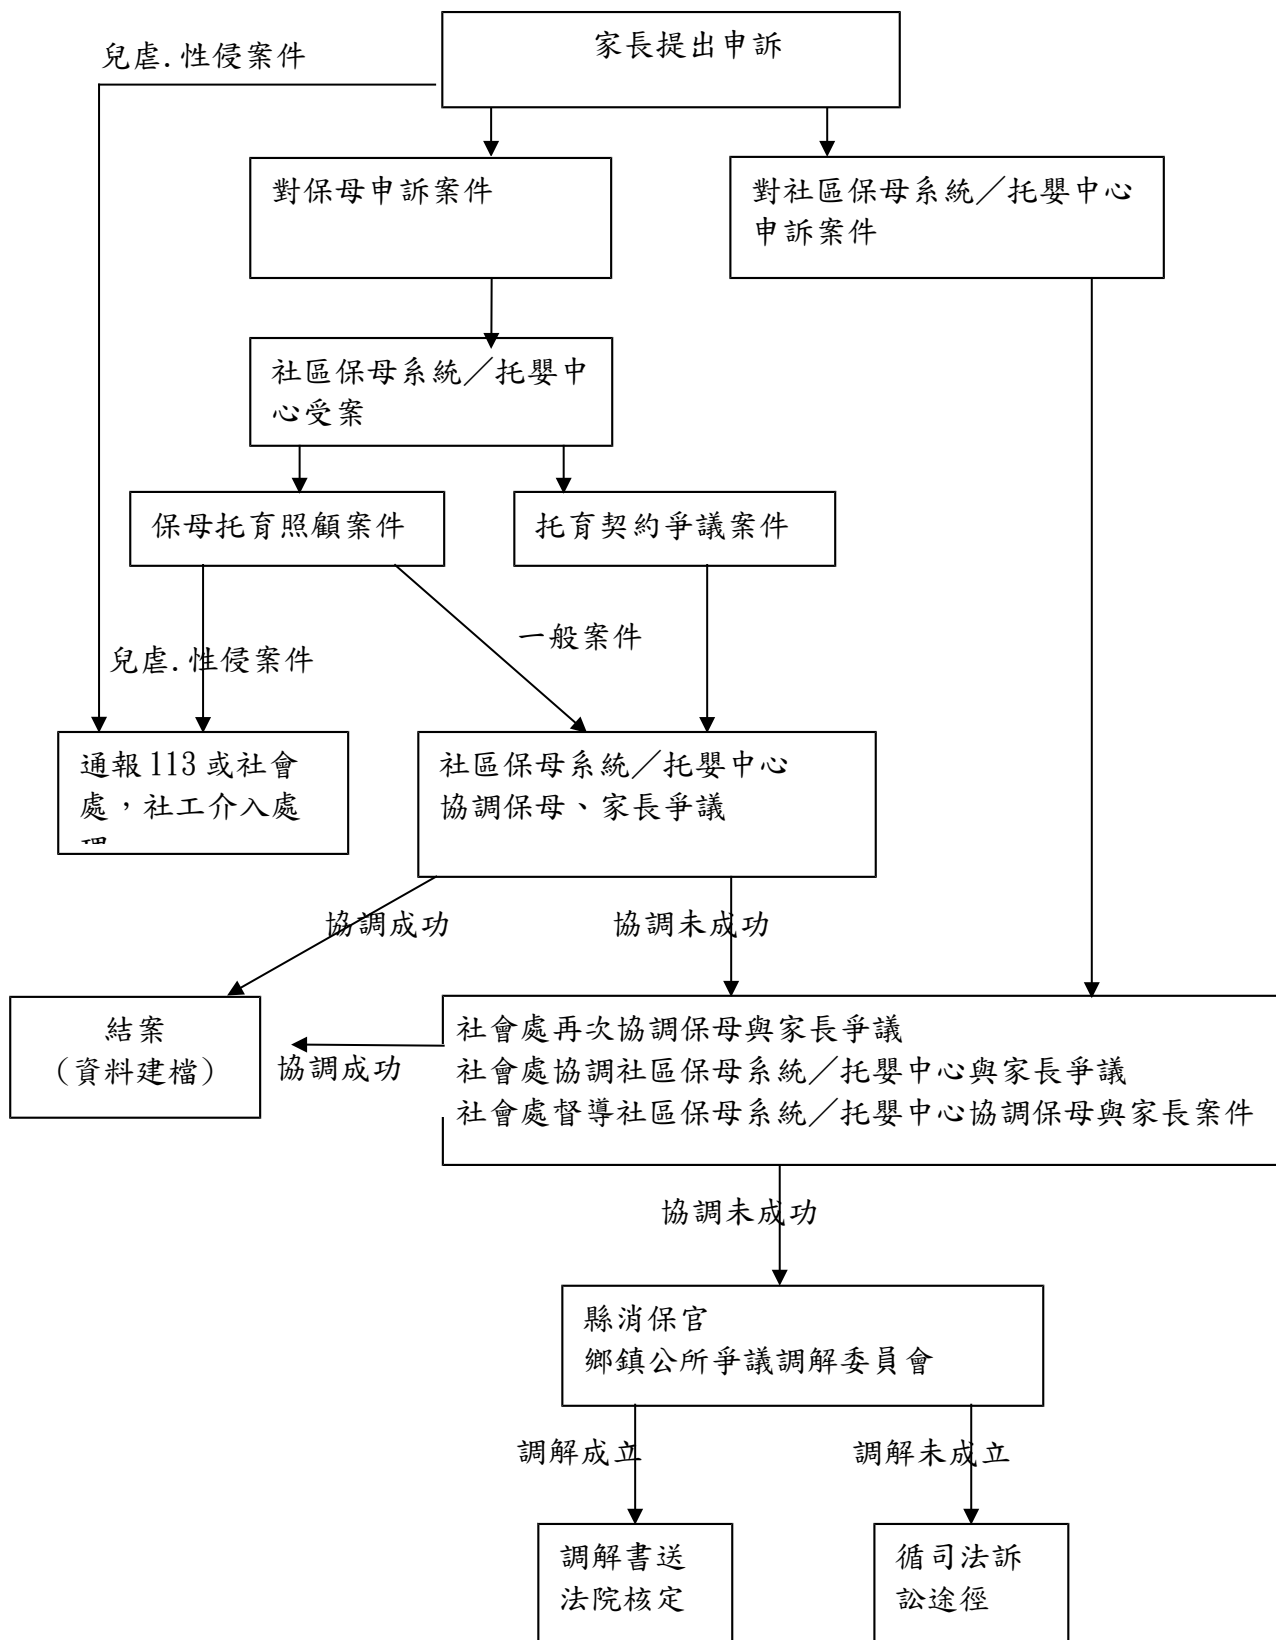 家長提出申訴
兒虐.性侵案件
對保母申訴案件
對社區保母系統／托嬰中心
申訴案件
社區保母系統／托嬰中
心受案
保母托育照顧案件
托育契約爭議案件
一般案件
兒虐.性侵案件
通報113或社會
處，社工介入處
社區保母系統／托嬰中心
協調保母、家長爭議
協調成功
協調未成功
結案
（資料建檔）
協調成功
社會處再次協調保母與家長爭議
社會處協調社區保母系統／托嬰中心與家長爭議
社會處督導社區保母系統／托嬰中心協調保母與家長案件
協調未成功
縣消保官
鄉鎮公所爭議調解委員會
調解成立
調解未成立
調解書送
法院核定
循司法訴
訟途徑